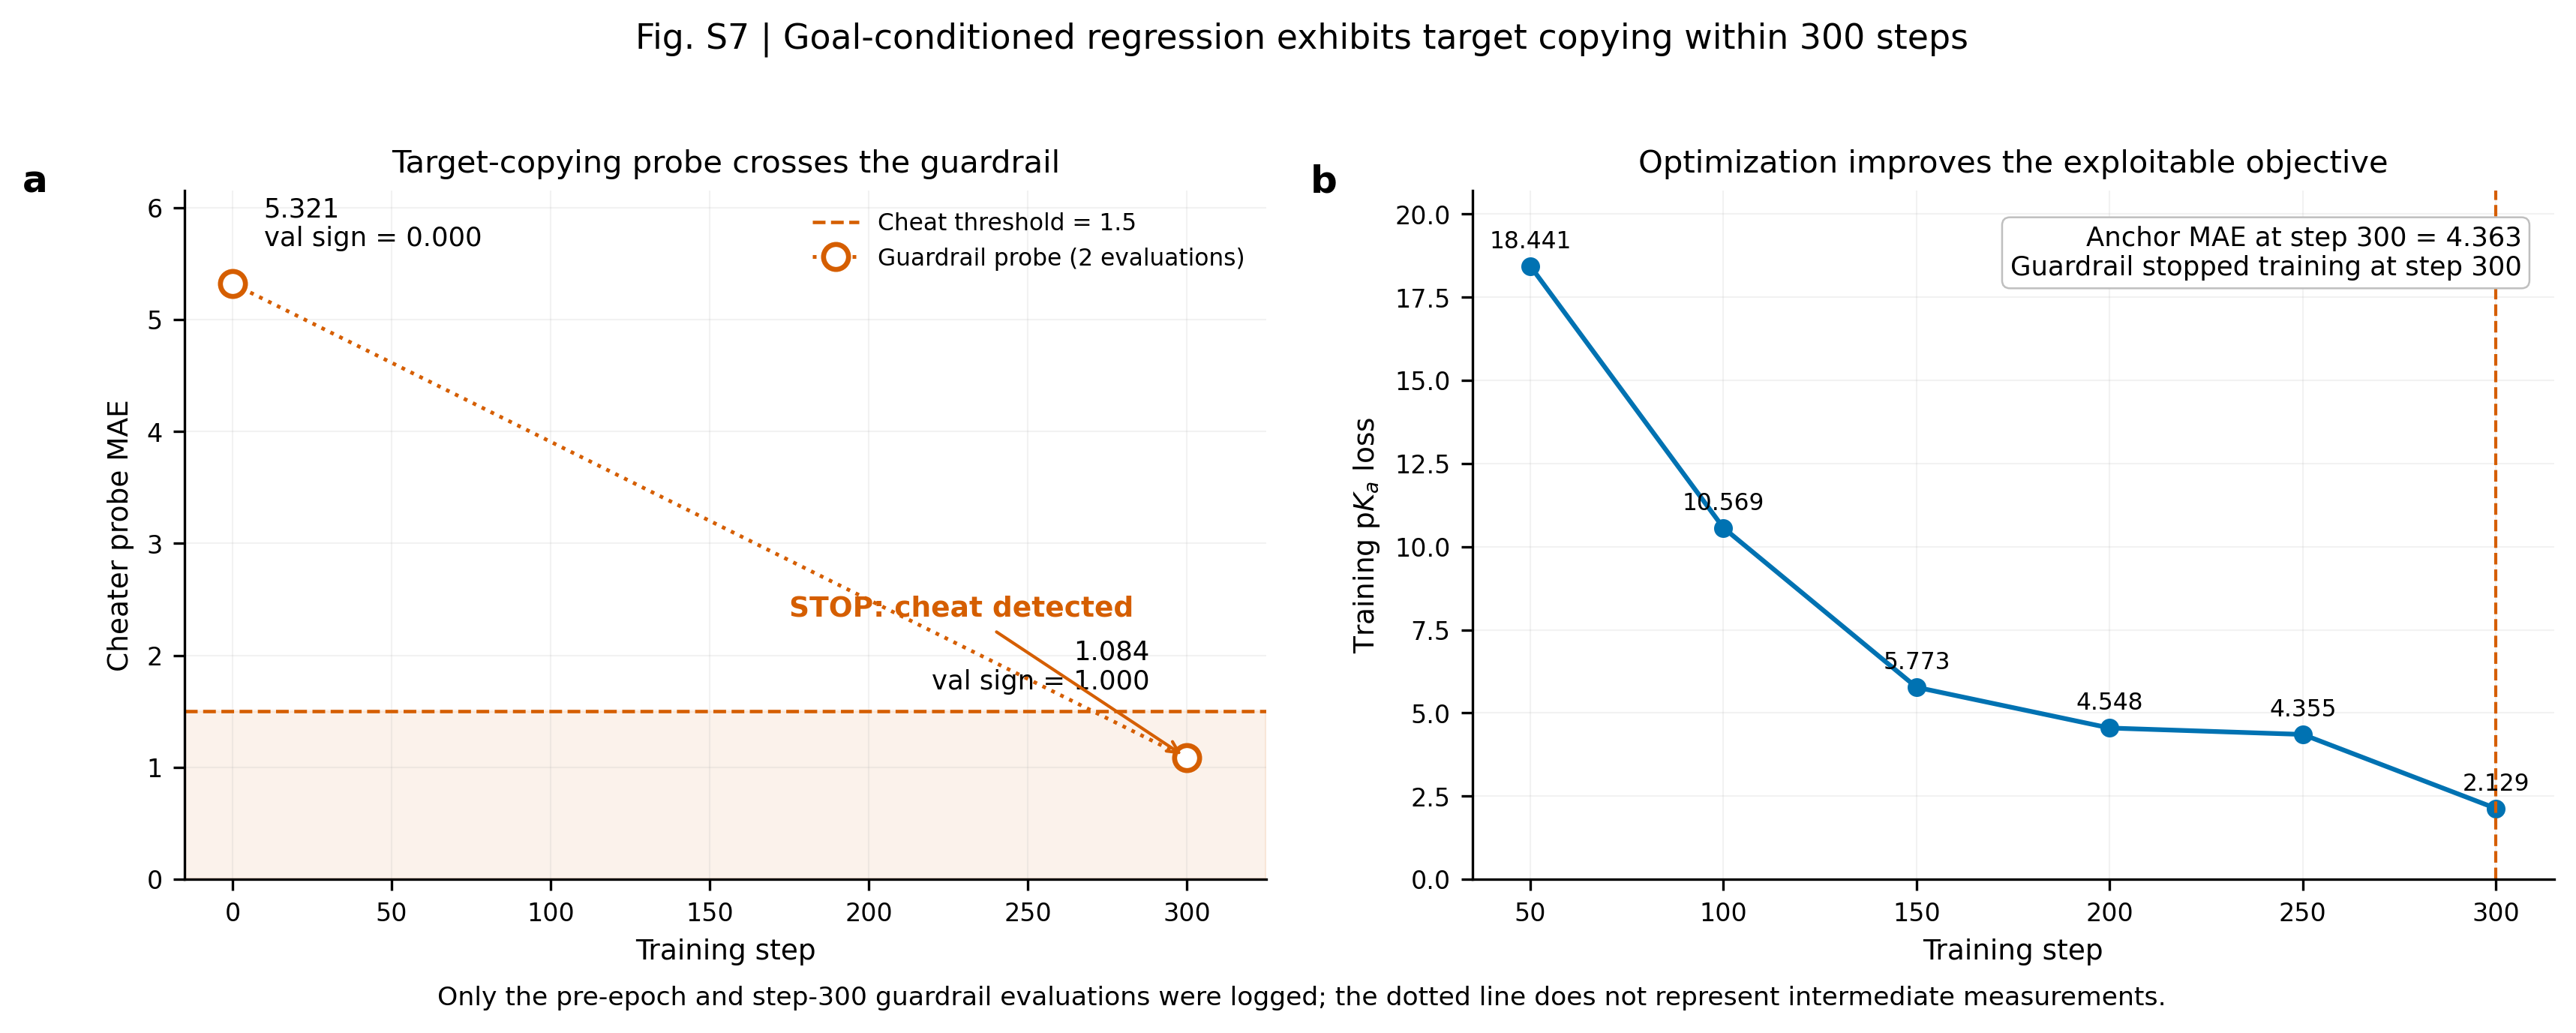 Fig. S7 | Goal-conditioned regression exhibits target copying within 300 steps
a
Target-copying probe crosses the guardrail
Cheater probe MAE
6
5
4
3
2
1
0
5.321
val sign = 0.000
Cheat threshold = 1.5
Guardrail probe (2 evaluations)
STOP: cheat detected
1.084
val sign = 1.000
0 50 100 150 200 250 300
Training step
b
Optimization improves the exploitable objective
Training pKa loss
20.0
17.5
15.0
12.5
10.0
7.5
5.0
2.5
0.0
Anchor MAE at step 300 = 4.363
Guardrail stopped training at step 300
18.441
10.569
5.773
4.548
4.355
2.129
50 100 150 200 250 300
Training step
Only the pre-epoch and step-300 guardrail evaluations were logged; the dotted line does not represent intermediate measurements.